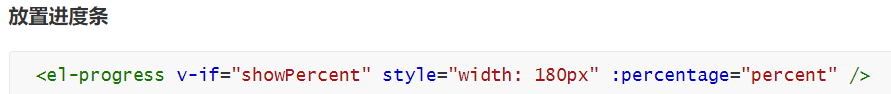 放置进度条
<el-progress v-if="showPercent" style="width: 180px" :percentage="percent" />